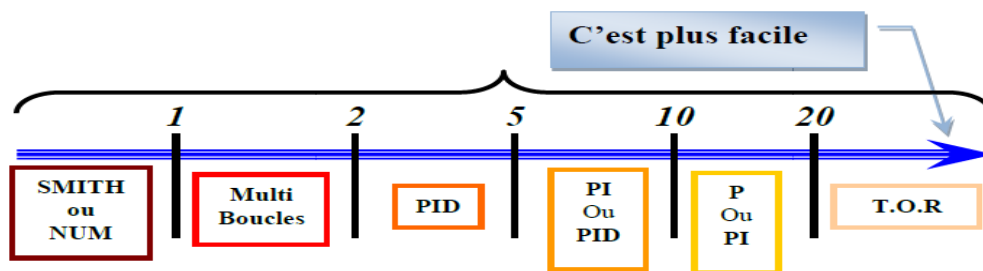 C'est plus facile
1 2 5 10 20
SMITH
ou
NUM
Multi
Boucles
PID
PI
Ou
PID
P
Ou
PI
T.O.R